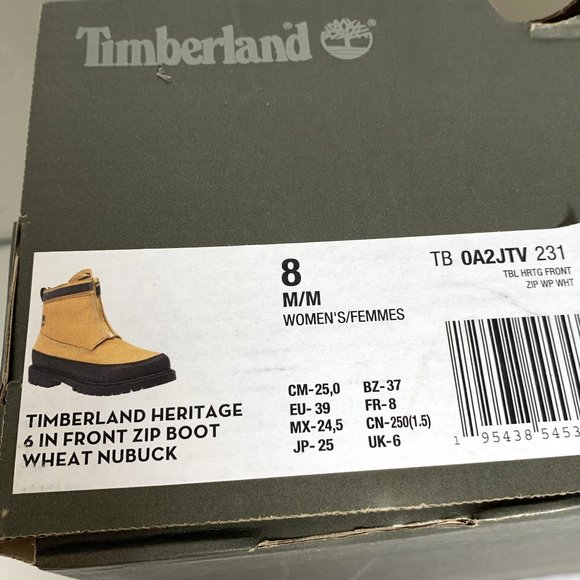 Timberland
8
M/M
WOMEN'S/FEMMES
TB 0A2JTV 231
TBL HRTG FRONT
ZIP WP WHT
TIMBERLAND HERITAGE
6 IN FRONT ZIP BOOT
WHEAT NUBUCK
CM-25,0 BZ-37
EU- 39 FR-8
MX-24,5 CN-250(1.5)
JP- 25 UK-6
1 95438 5453